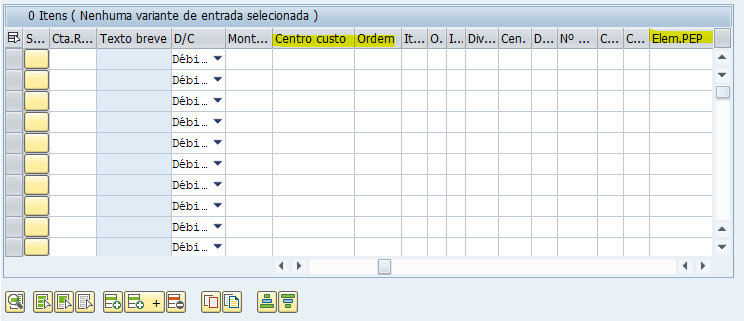 0 Itens ( Nenhuma variante de entrada selecionada )
S... Cta.R... Texto breve D/C Mont... Centro custo Ordem It... O. I... Div... Cen. D... Nº ... C... C... Elem.PEP
Débi...
Débi...
Débi...
Débi...
Débi...
Débi...
Débi...
Débi...
Débi...
Débi...